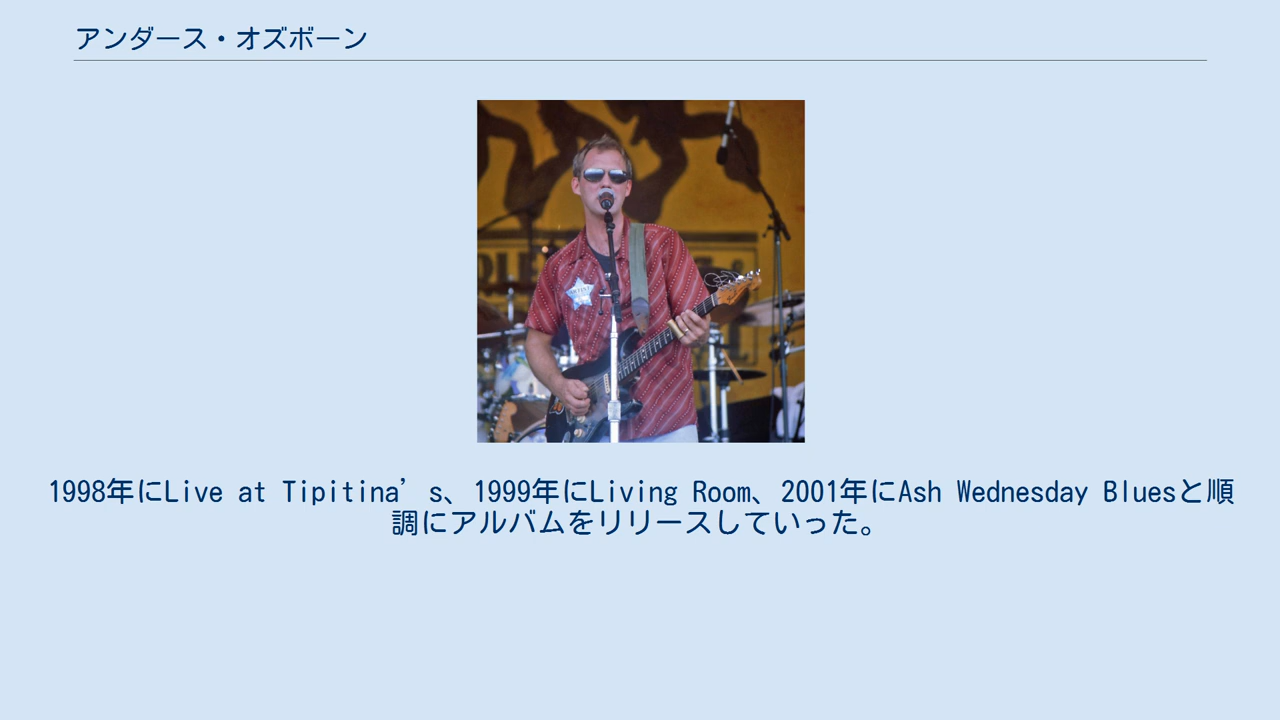 アンダース・オズボーン
1998年にLive at Tipitina’s、1999年にLiving Room、2001年にAsh Wednesday Bluesと順
調にアルバムをリリースしていった。